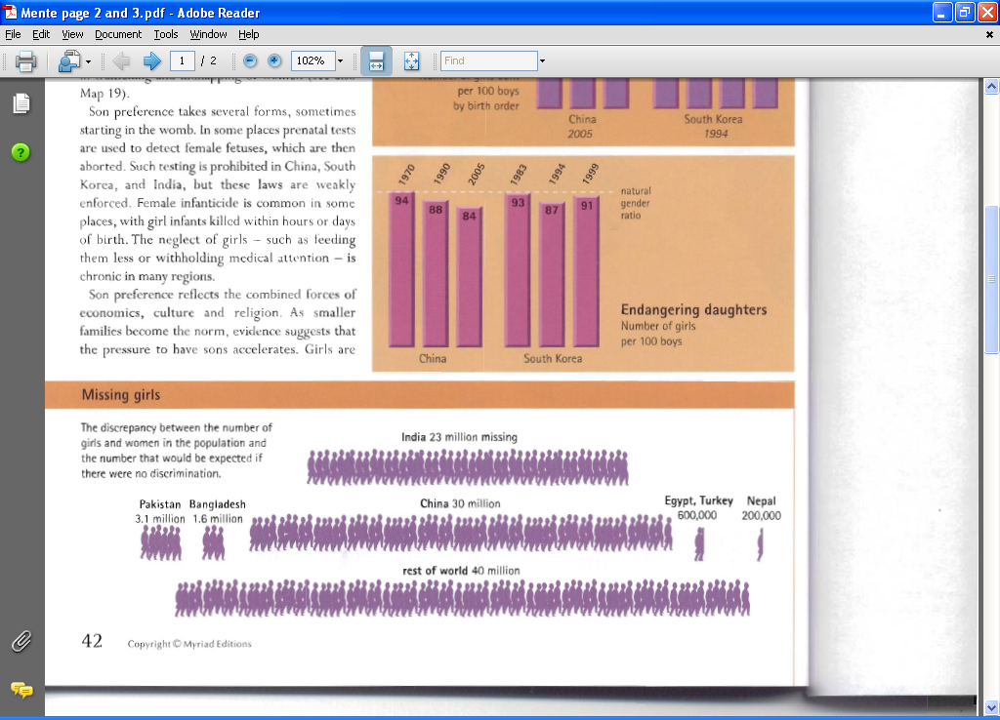 Mente page 2 and 3.pdf - Adobe Reader
File Edit View Document Tools Window Help
1 / 2 102% Find
Map 19).
Son preference takes several forms, sometimes
starting in the womb. In some places prenatal tests
are used to detect female fetuses, which are then
aborted. Such testing is prohibited in China, South
Korea, and India, but these laws are weakly
enforced. Female infanticide is common in some
places, with girl infants killed within hours or days
of birth. The neglect of girls – such as feeding
them less or withholding medical attention – is
chronic in many regions.
Son preference reflects the combined forces of
economics, culture and religion. As smaller
families become the norm, evidence suggests that
the pressure to have sons accelerates. Girls are
per 100 boys
by birth order
China
2005
South Korea
1994
1970 1990 2005 1983 1994 1999
natural
gender
ratio
94 88 84 93 87 91
Endangering daughters
Number of girls
per 100 boys
China South Korea
Missing girls
The discrepancy between the number of
girls and women in the population and
the number that would be expected if
there were no discrimination.
India 23 million missing
Pakistan
3.1 million
Bangladesh
1.6 million
China 30 million
Egypt, Turkey
600,000
Nepal
200,000
rest of world 40 million
42 Copyright © Myriad Editions